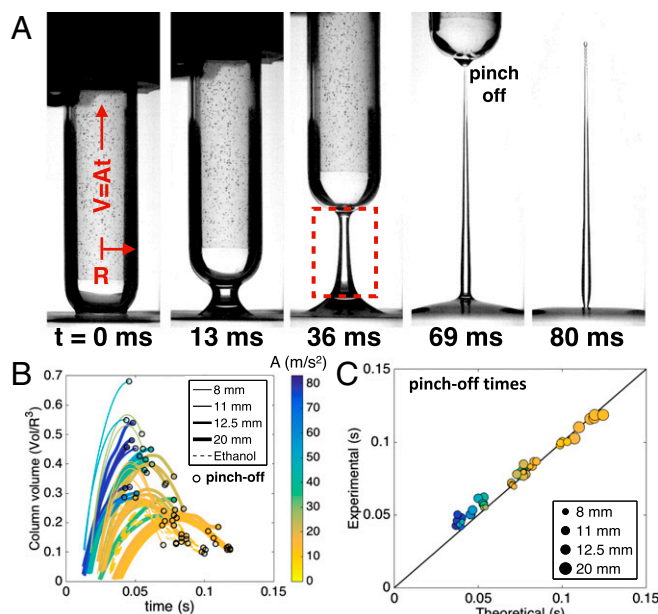 A
V=At
R
pinch
off
t = 0 ms
13 ms
36 ms
69 ms
80 ms
B
A (m/s²)
0.7
0.6
0.5
0.4
0.3
0.2
0.1
0
Column volume (Vol/R³)
8 mm
11 mm
12.5 mm
20 mm
Ethanol
pinch-off
0
0.05
0.1
0.15
time (s)
80
70
60
50
40
30
20
10
0
C
pinch-off times
0.15
0.10
0.05
0
Experimental (s)
8 mm
11 mm
12.5 mm
20 mm
0.05
0.10
0.15
Theoretical (s)